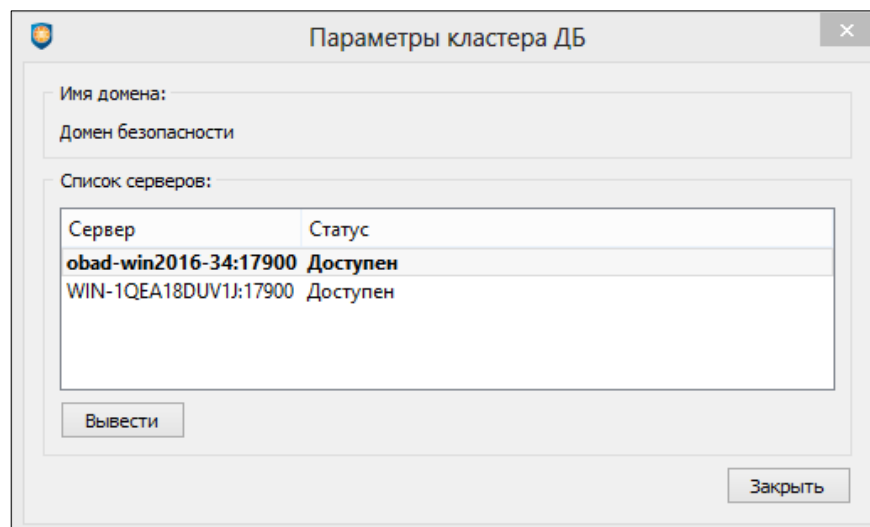 Параметры кластера ДБ
Имя домена:
Домен безопасности
Список серверов:
Сервер Статус
obad-win2016-34:17900 Доступен
WIN-1QEA18DUV1J:17900 Доступен
Вывести
Закрыть